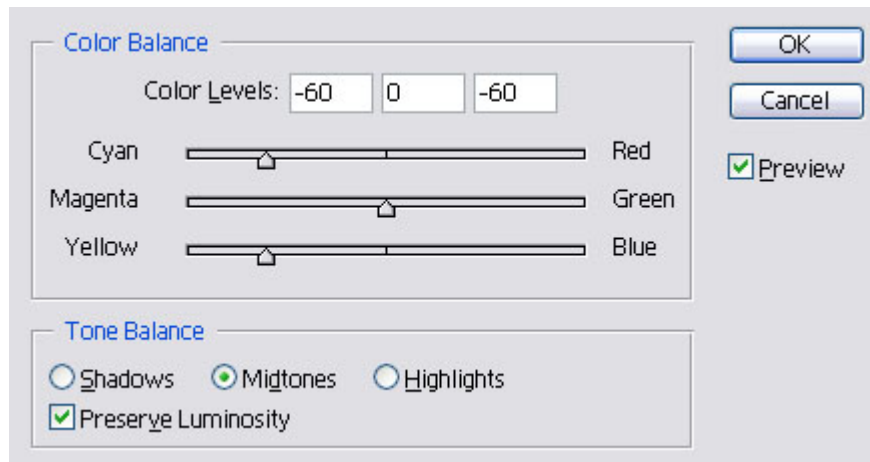 Color Balance
Color Levels: -60 0 -60
Cyan Red
Magenta Green
Yellow Blue
Tone Balance
Shadows Midtones Highlights
Preserve Luminosity
OK
Cancel
Preview